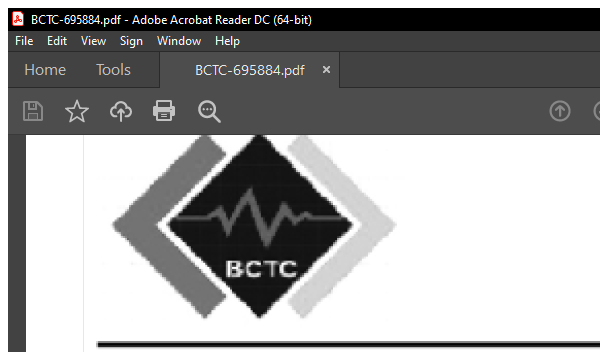 BCTC-695884.pdf - Adobe Acrobat Reader DC (64-bit)
File Edit View Sign Window Help
Home Tools BCTC-695884.pdf ×
BCTC